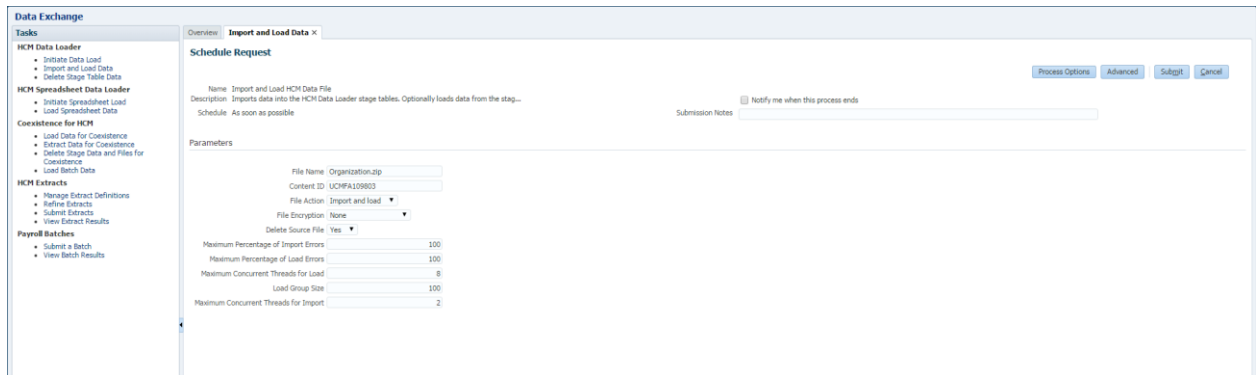 Data Exchange
Tasks
HCM Data Loader
Initiate Data Load
Import and Load Data
Delete Stage Table Data
HCM Spreadsheet Data Loader
Initiate Spreadsheet Load
Load Spreadsheet Data
Coexistence for HCM
Load Data for Coexistence
Extract Data for Coexistence
Delete Stage Data and Files for
Coexistence
Load Batch Data
HCM Extracts
Manage Extract Definitions
Refine Extracts
Submit Extracts
View Extract Results
Payroll Batches
Submit a Batch
View Batch Results
Overview Import and Load Data ×
Schedule Request
Process Options Advanced Submit Cancel
Name Import and Load HCM Data File
Description Imports data into the HCM Data Loader stage tables. Optionally loads data from the stag... Notify me when this process ends
Schedule As soon as possible Submission Notes
Parameters
File Name Organization.zip
Content ID UCMFA109803
File Action Import and load
File Encryption None
Delete Source File Yes
Maximum Percentage of Import Errors 100
Maximum Percentage of Load Errors 100
Maximum Concurrent Threads for Load 8
Load Group Size 100
Maximum Concurrent Threads for Import 2